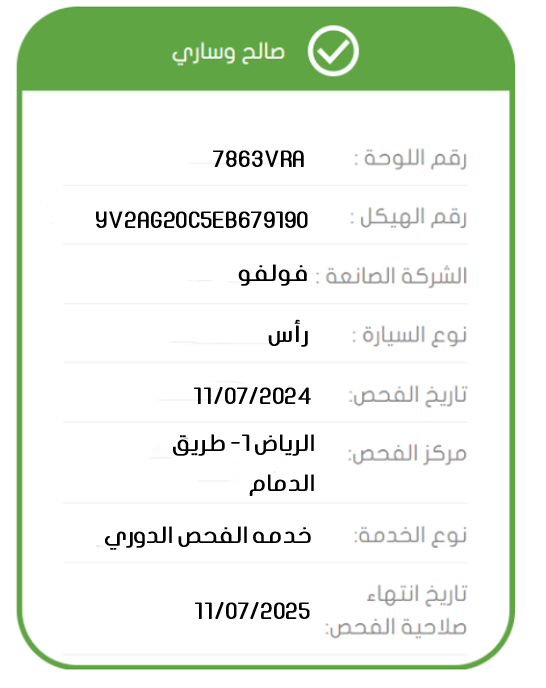 صالح وساري
رقم اللوحة : 7863VRA
رقم الهيكل : YV2AG20C5EB679190
الشركة الصانعة : فولفو
نوع السيارة : رأس
تاريخ الفحص: 11/07/2024
مركز الفحص: الرياض1- طريق
الدمام
نوع الخدمة: خدمه الفحص الدوري
تاريخ انتهاء
صلاحية الفحص: 11/07/2025